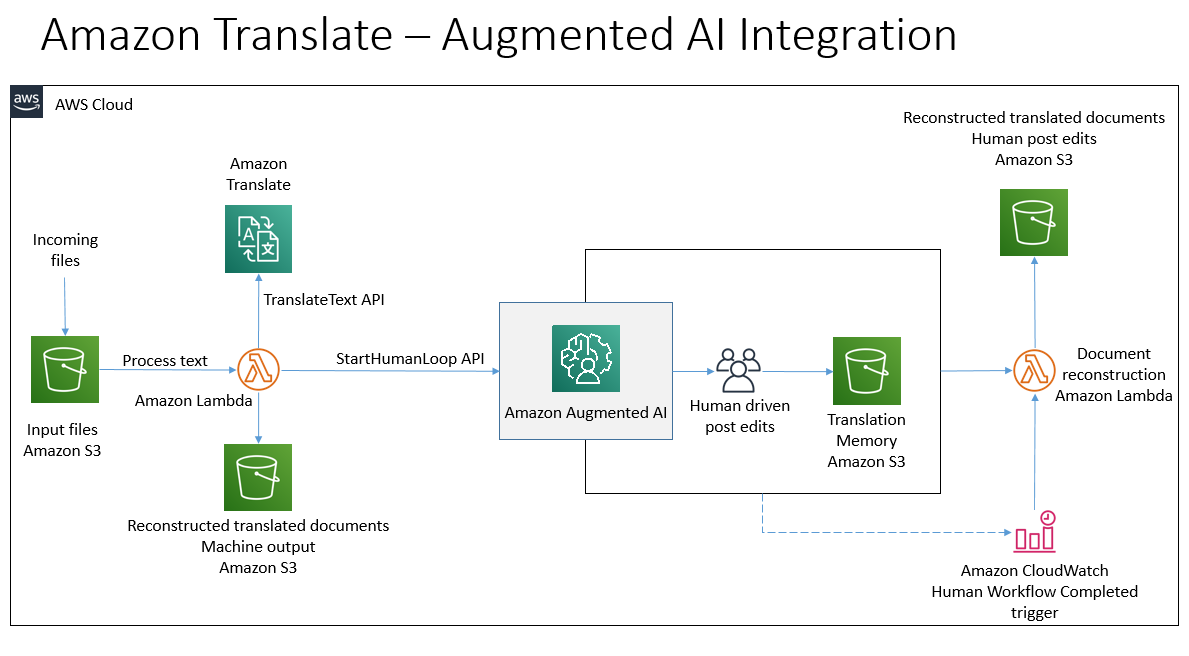 Amazon Translate – Augmented AI Integration
aws
AWS Cloud
Reconstructed translated documents
Human post edits
Amazon S3
Amazon
Translate
A
文
Incoming
files
TranslateText API
Process text
StartHumanLoop API
Amazon Lambda
Input files
Amazon S3
Amazon Augmented AI
Human driven
post edits
Translation
Memory
Amazon S3
Document
reconstruction
Amazon Lambda
Reconstructed translated documents
Machine output
Amazon S3
Amazon CloudWatch
Human Workflow Completed
trigger